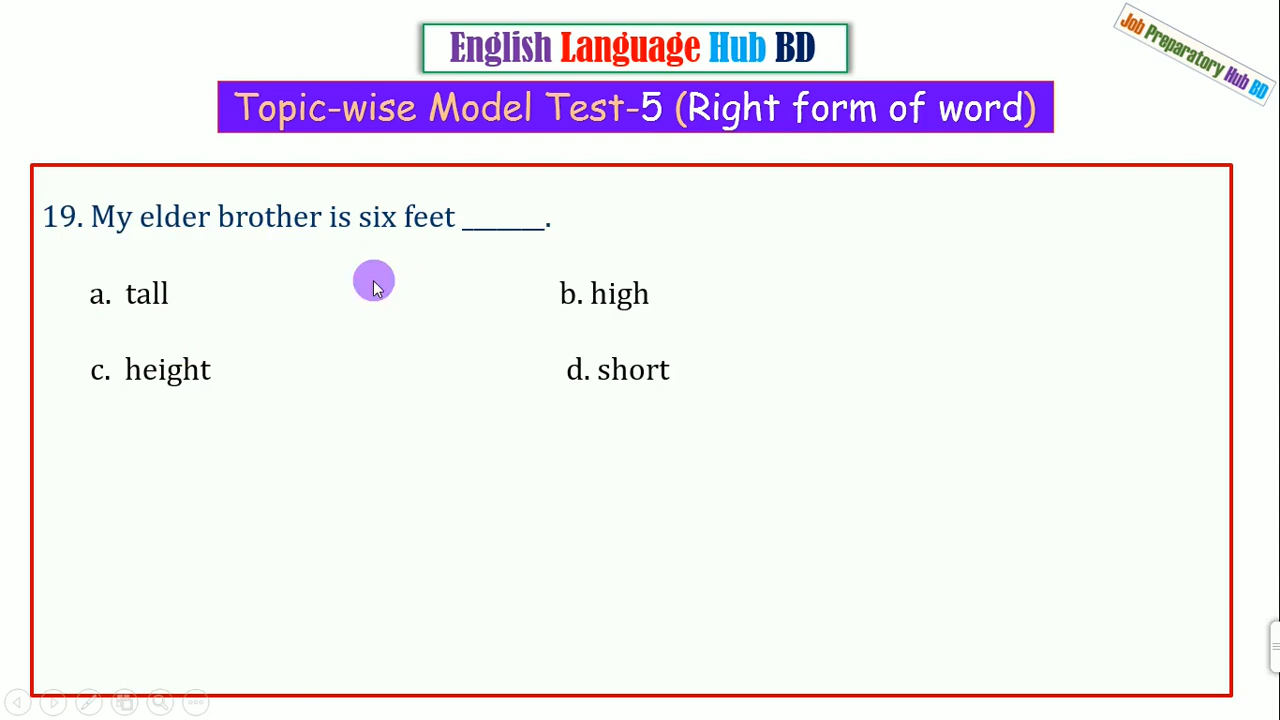 English Language Hub BD
Job Preparatory Hub BD
Topic-wise Model Test-5 (Right form of word)
19. My elder brother is six feet _______.
a. tall
b. high
c. height
d. short